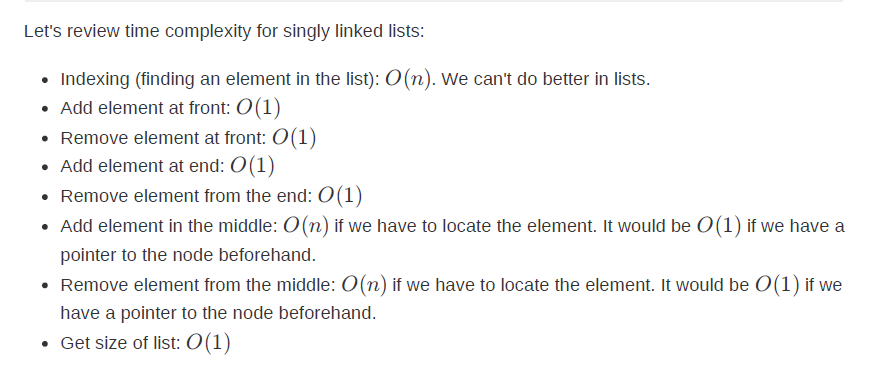 Let's review time complexity for singly linked lists:
• Indexing (finding an element in the list): O(n). We can't do better in lists.
• Add element at front: O(1)
• Remove element at front: O(1)
• Add element at end: O(1)
• Remove element from the end: O(1)
• Add element in the middle: O(n) if we have to locate the element. It would be O(1) if we have a
pointer to the node beforehand.
• Remove element from the middle: O(n) if we have to locate the element. It would be O(1) if we
have a pointer to the node beforehand.
• Get size of list: O(1)